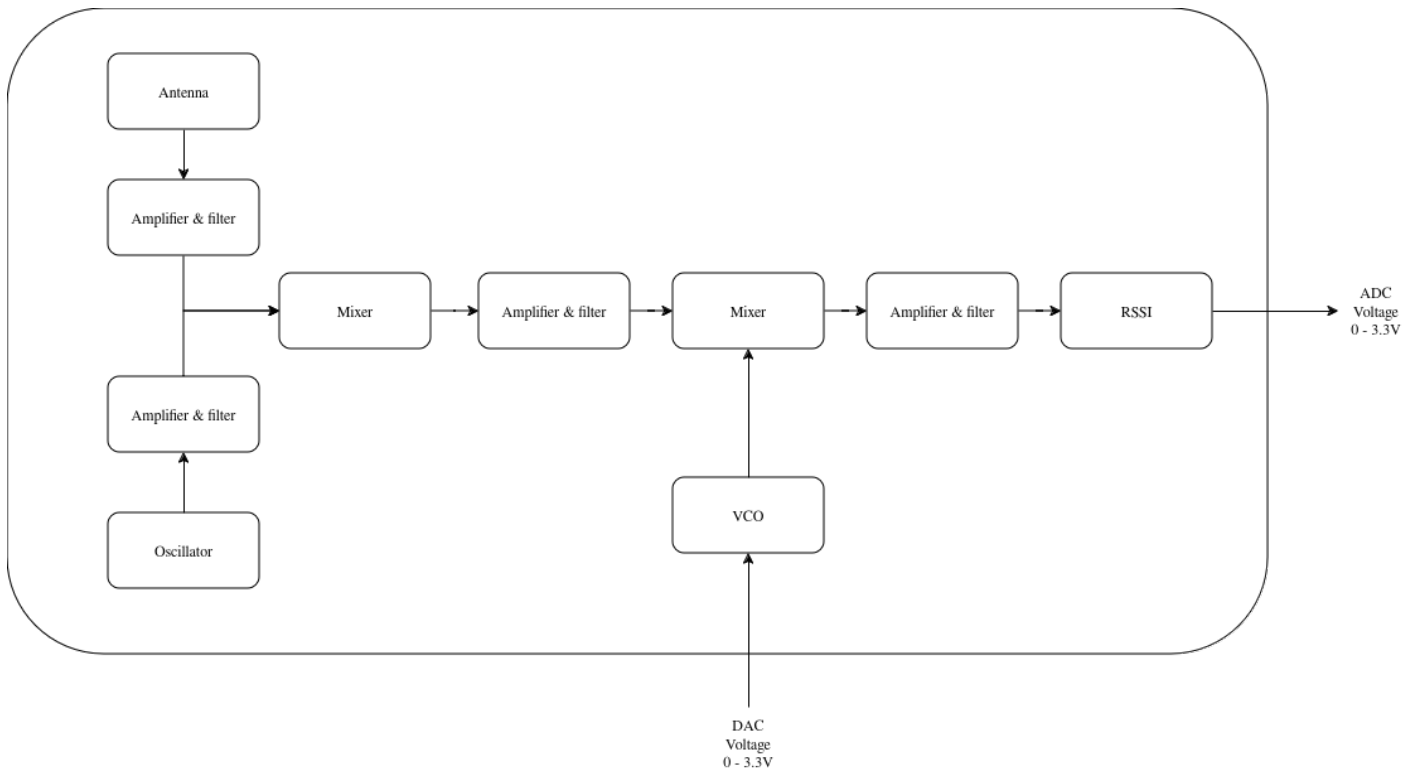 Antenna
Amplifier & filter
Mixer
Amplifier & filter
Mixer
Amplifier & filter
RSSI
ADC
Voltage
0 - 3.3V
Amplifier & filter
Oscillator
VCO
DAC
Voltage
0 - 3.3V